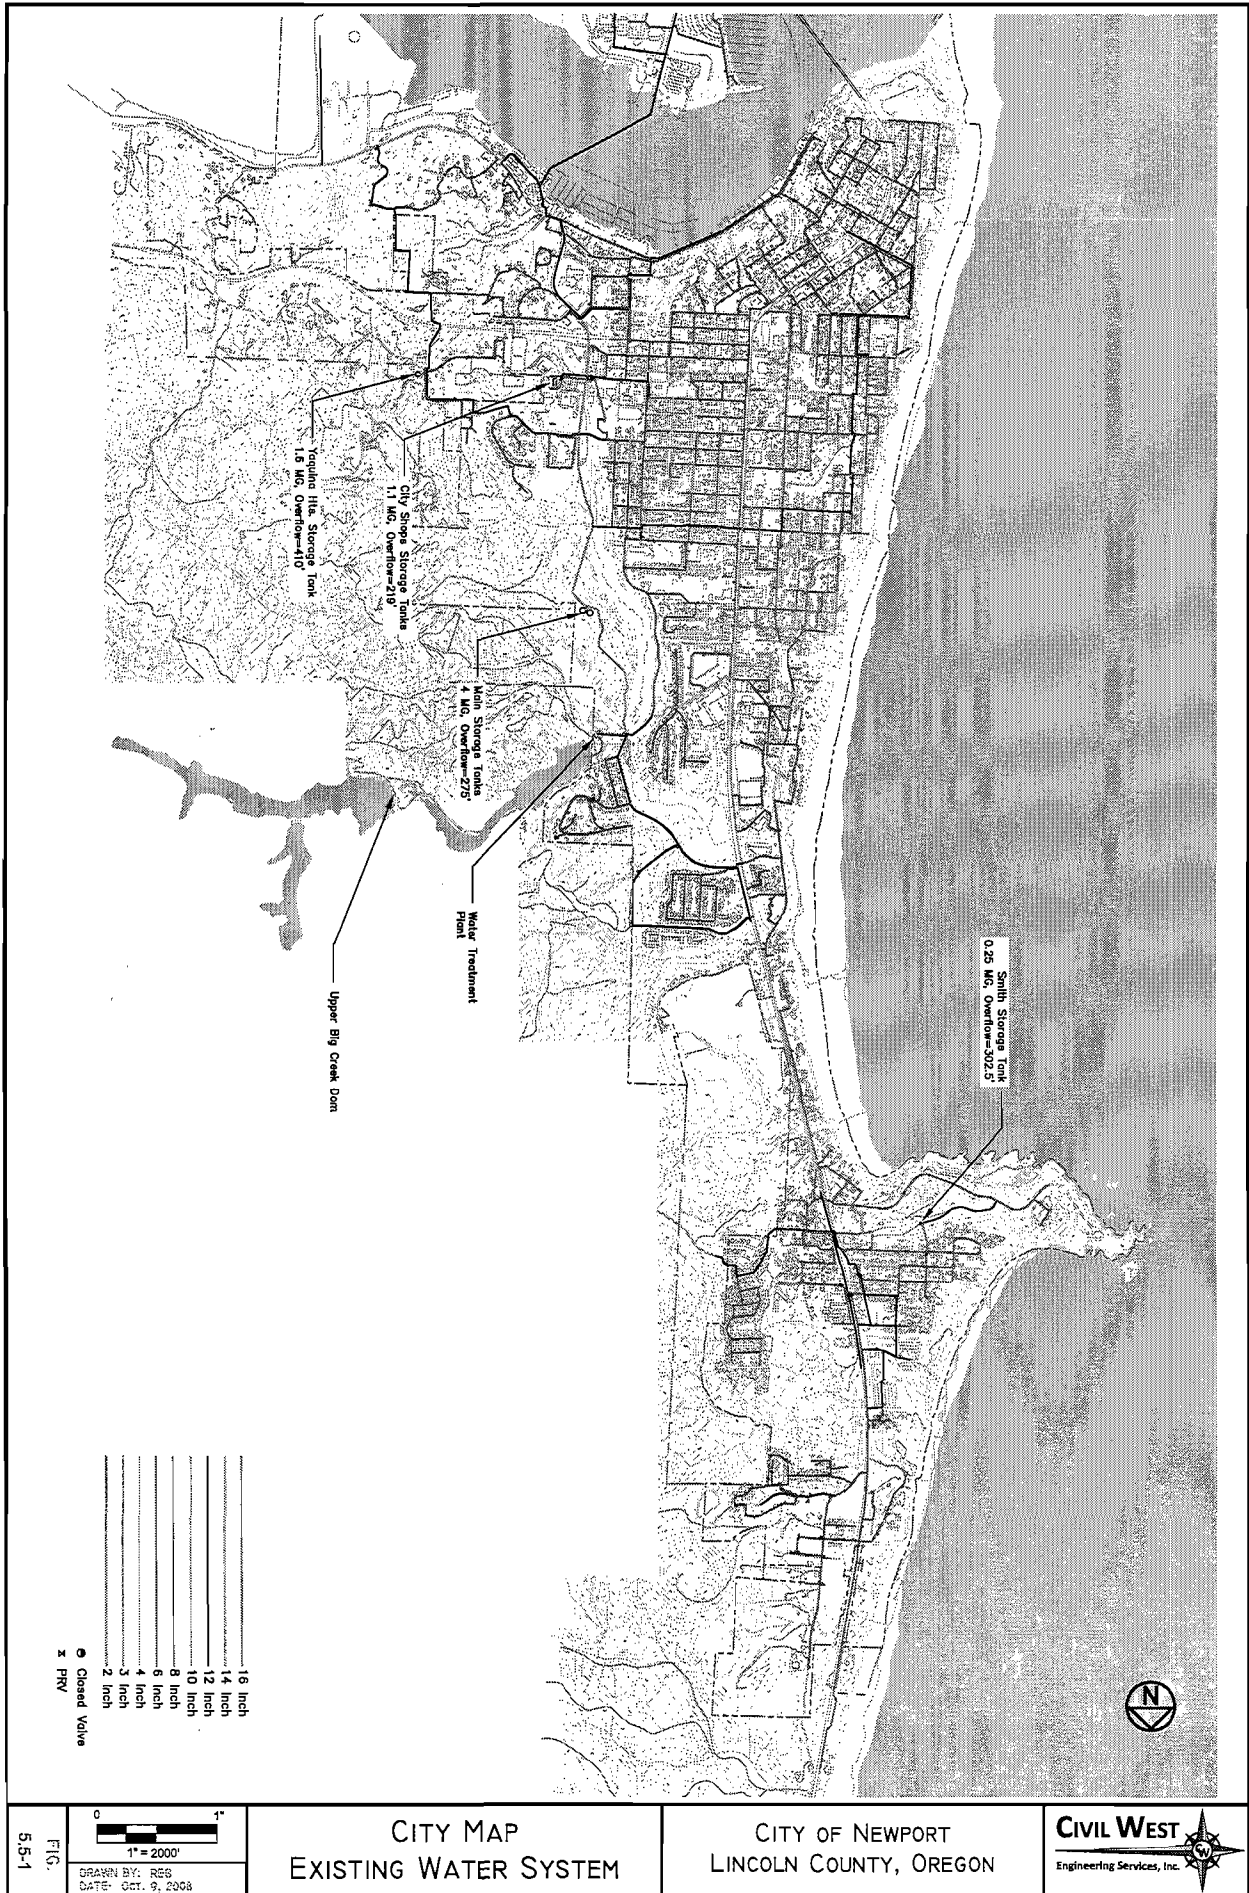 Yaquina Hts. Storage Tank
1.5 MG, Overflow=410'
City Shops Storage Tanks
1.1 MG, Overflow=219'
Main Storage Tanks
4 MG, Overflow=275'
Water Treatment
Plant
Upper Big Creek Dam
Smith Storage Tank
0.25 MG, Overflow=302.5'
16 Inch
14 Inch
12 Inch
10 Inch
8 Inch
6 Inch
4 Inch
3 Inch
2 Inch
Closed Valve
PRV
N
FIG.
5.5-1
0 1"
1" = 2000'
DRAWN BY: RSG
DATE: OCT. 9, 2008
CITY MAP
EXISTING WATER SYSTEM
CITY OF NEWPORT
LINCOLN COUNTY, OREGON
CIVIL WEST
Engineering Services, Inc.
CW